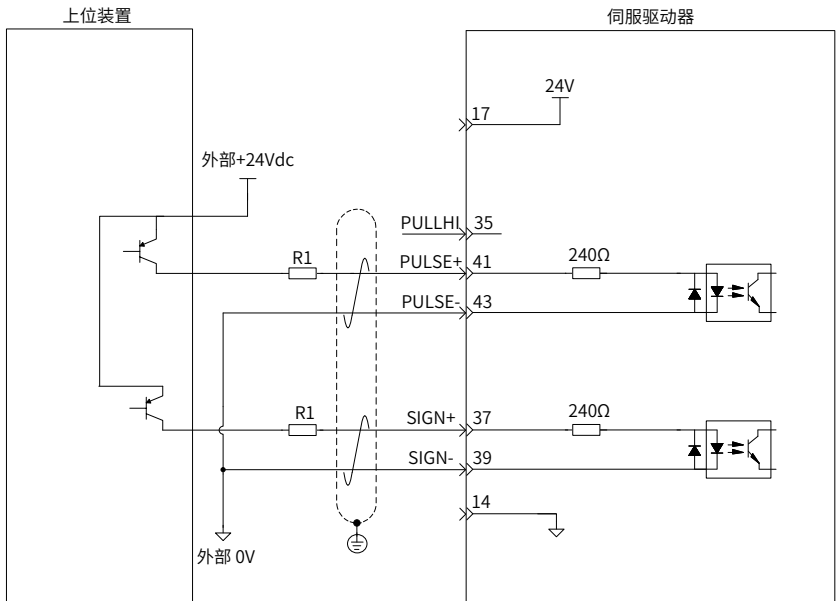 上位装置
伺服驱动器
24V
17
外部+24Vdc
PULLHI 35
R1
PULSE+ 41
240Ω
PULSE- 43
R1
SIGN+ 37
240Ω
SIGN- 39
14
外部 0V